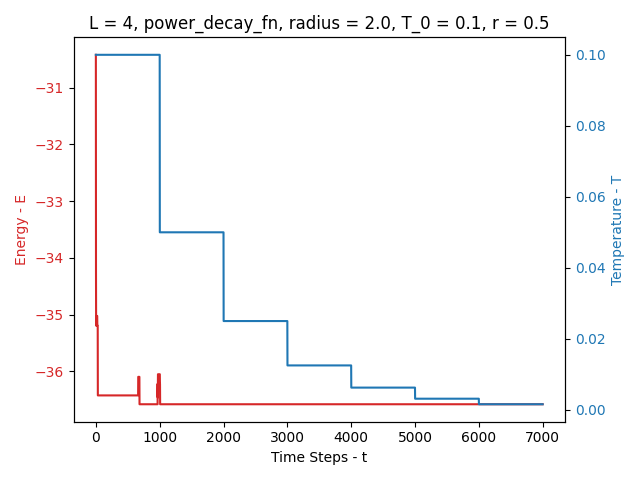 L = 4, power_decay_fn, radius = 2.0, T_0 = 0.1, r = 0.5
Energy - E
−31
−32
−33
−34
−35
−36
0.10
0.08
0.06
0.04
0.02
0.00
Temperature - T
0 1000 2000 3000 4000 5000 6000 7000
Time Steps - t